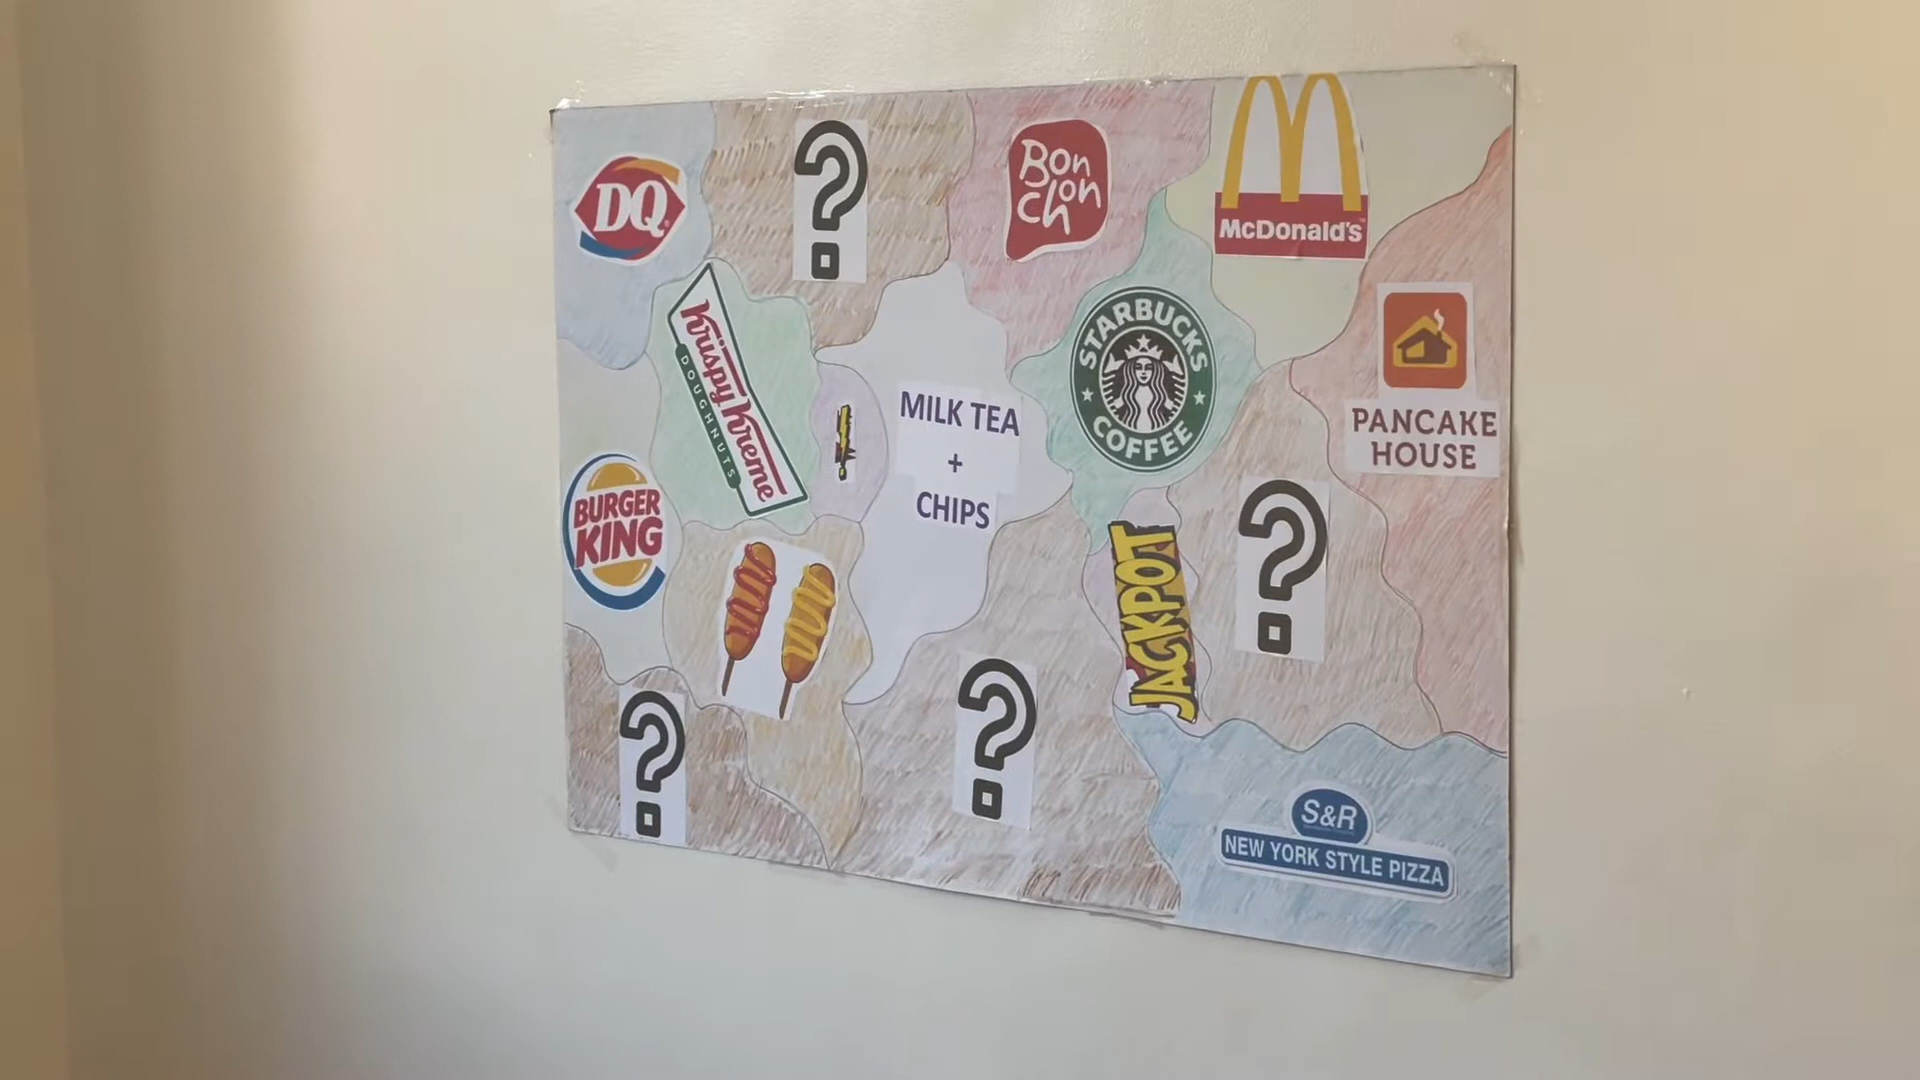 DQ
?
Bon
chon
McDonald's
Krispy Kreme
DOUGHNUTS
MILK TEA
+
CHIPS
STARBUCKS
COFFEE
PANCAKE
HOUSE
BURGER
KING
JACKPOT
?
?
?
S&R
NEW YORK STYLE PIZZA